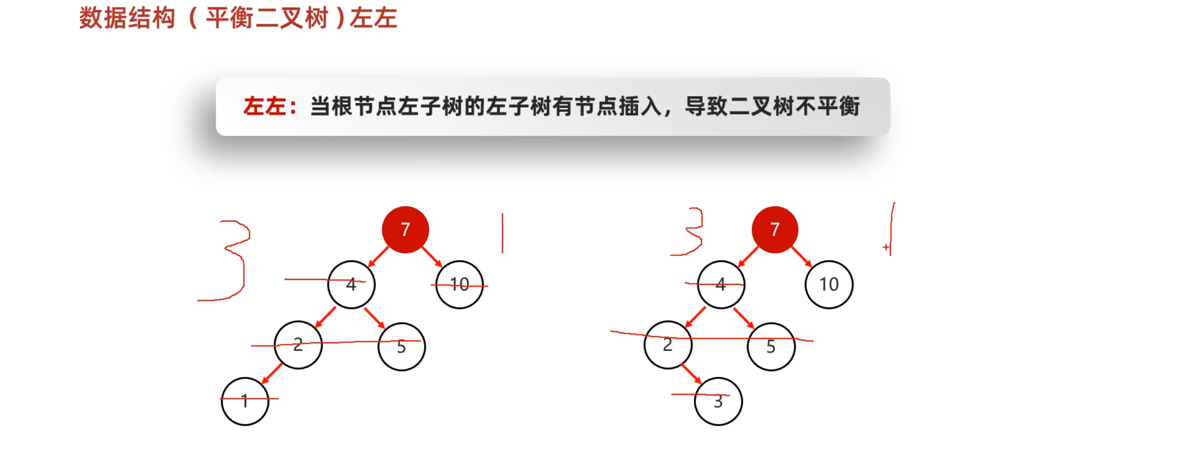 数据结构（平衡二叉树）左左
左左：当根节点左子树的左子树有节点插入，导致二叉树不平衡
3 7 1 3 7 1
4 10 4 10
2 5 2 5
1 3